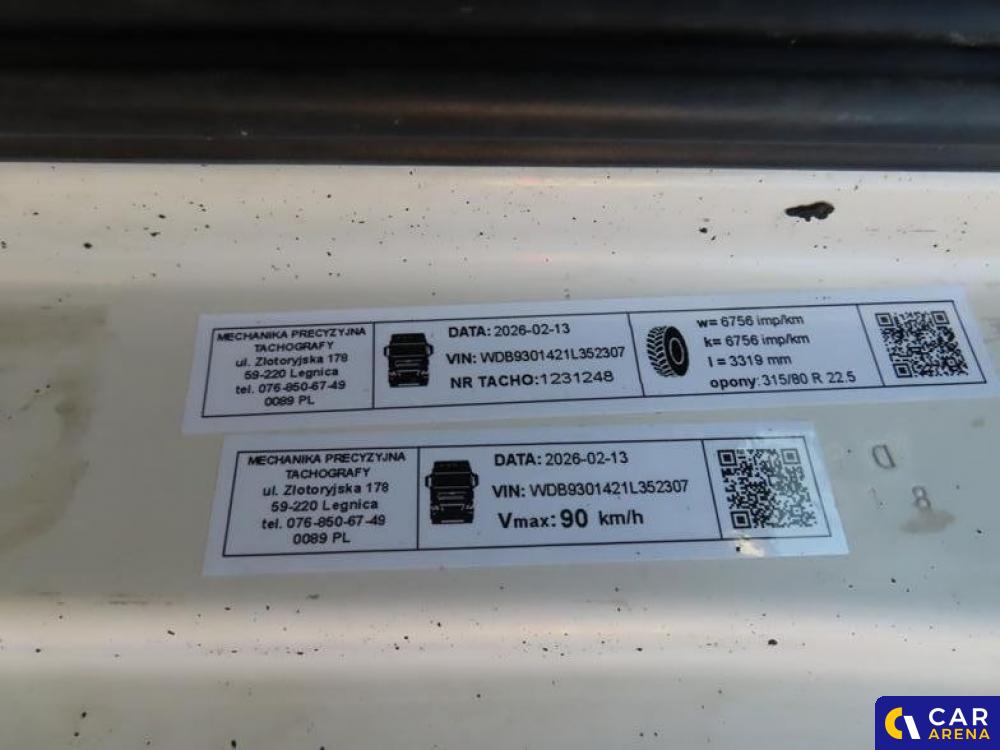 MECHANIKA PRECYZYJNA
TACHOGRAFY
ul. Zlotoryjska 178
59-220 Legnica
tel. 076-850-67-49
0089 PL
DATA: 2026-02-13
VIN: WDB9301421L352307
NR TACHO: 1231248
w= 6756 imp/km
k= 6756 imp/km
l = 3319 mm
opony: 315/80 R 22.5
MECHANIKA PRECYZYJNA
TACHOGRAFY
ul. Zlotoryjska 178
59-220 Legnica
tel. 076-850-67-49
0089 PL
DATA: 2026-02-13
VIN: WDB9301421L352307
Vmax: 90 km/h
D
8
CAR
ARENA